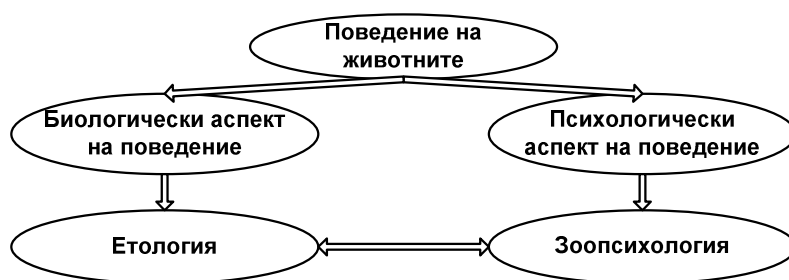 Поведение на
животните
Биологически аспект
на поведение
Психологически
аспект на поведение
Етология
Зоопсихология